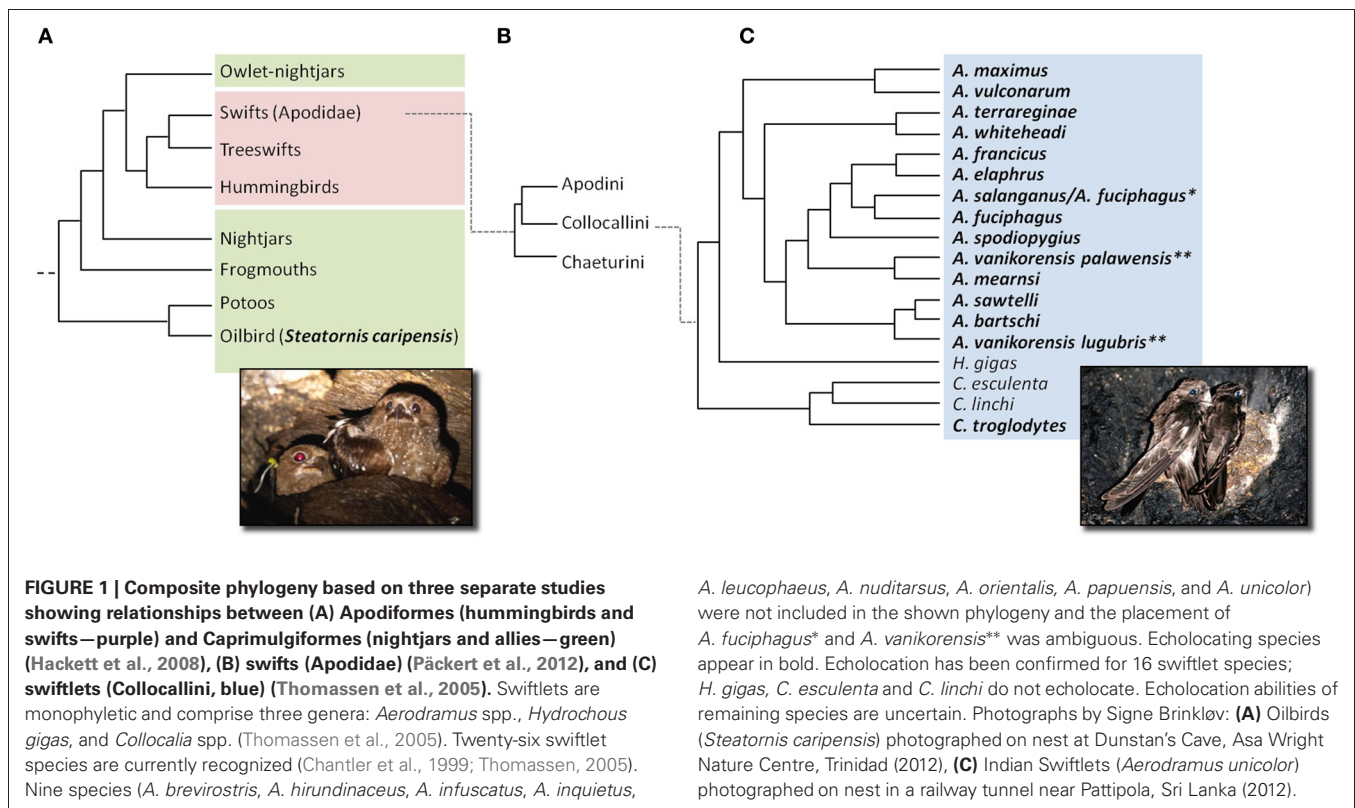 A
B
C
Owlet-nightjars
Swifts (Apodidae)
Treeswifts
Hummingbirds
Nightjars
Frogmouths
Potoos
Oilbird (Steatornis caripensis)
Apodini
Collocallini
Chaeturini
A. maximus
A. vulconarum
A. terrareginae
A. whiteheadi
A. francicus
A. elaphrus
A. salanganus/A. fuciphagus*
A. fuciphagus
A. spodiopygius
A. vanikorensis palawensis**
A. mearnsi
A. sawtelli
A. bartschi
A. vanikorensis lugubris**
H. gigas
C. esculenta
C. linchi
C. troglodytes
FIGURE 1 | Composite phylogeny based on three separate studies
showing relationships between (A) Apodiformes (hummingbirds and
swifts—purple) and Caprimulgiformes (nightjars and allies—green)
(Hackett et al., 2008), (B) swifts (Apodidae) (Päckert et al., 2012), and (C)
swiftlets (Collocallini, blue) (Thomassen et al., 2005). Swiftlets are
monophyletic and comprise three genera: Aerodramus spp., Hydrochous
gigas, and Collocalia spp. (Thomassen et al., 2005). Twenty-six swiftlet
species are currently recognized (Chantler et al., 1999; Thomassen, 2005).
Nine species (A. brevirostris, A. hirundinaceus, A. infuscatus, A. inquietus,
A. leucophaeus, A. nuditarsus, A. orientalis, A. papuensis, and A. unicolor)
were not included in the shown phylogeny and the placement of
A. fuciphagus* and A. vanikorensis** was ambiguous. Echolocating species
appear in bold. Echolocation has been confirmed for 16 swiftlet species;
H. gigas, C. esculenta and C. linchi do not echolocate. Echolocation abilities of
remaining species are uncertain. Photographs by Signe Brinkløv: (A) Oilbirds
(Steatornis caripensis) photographed on nest at Dunstan's Cave, Asa Wright
Nature Centre, Trinidad (2012), (C) Indian Swiftlets (Aerodramus unicolor)
photographed on nest in a railway tunnel near Pattipola, Sri Lanka (2012).